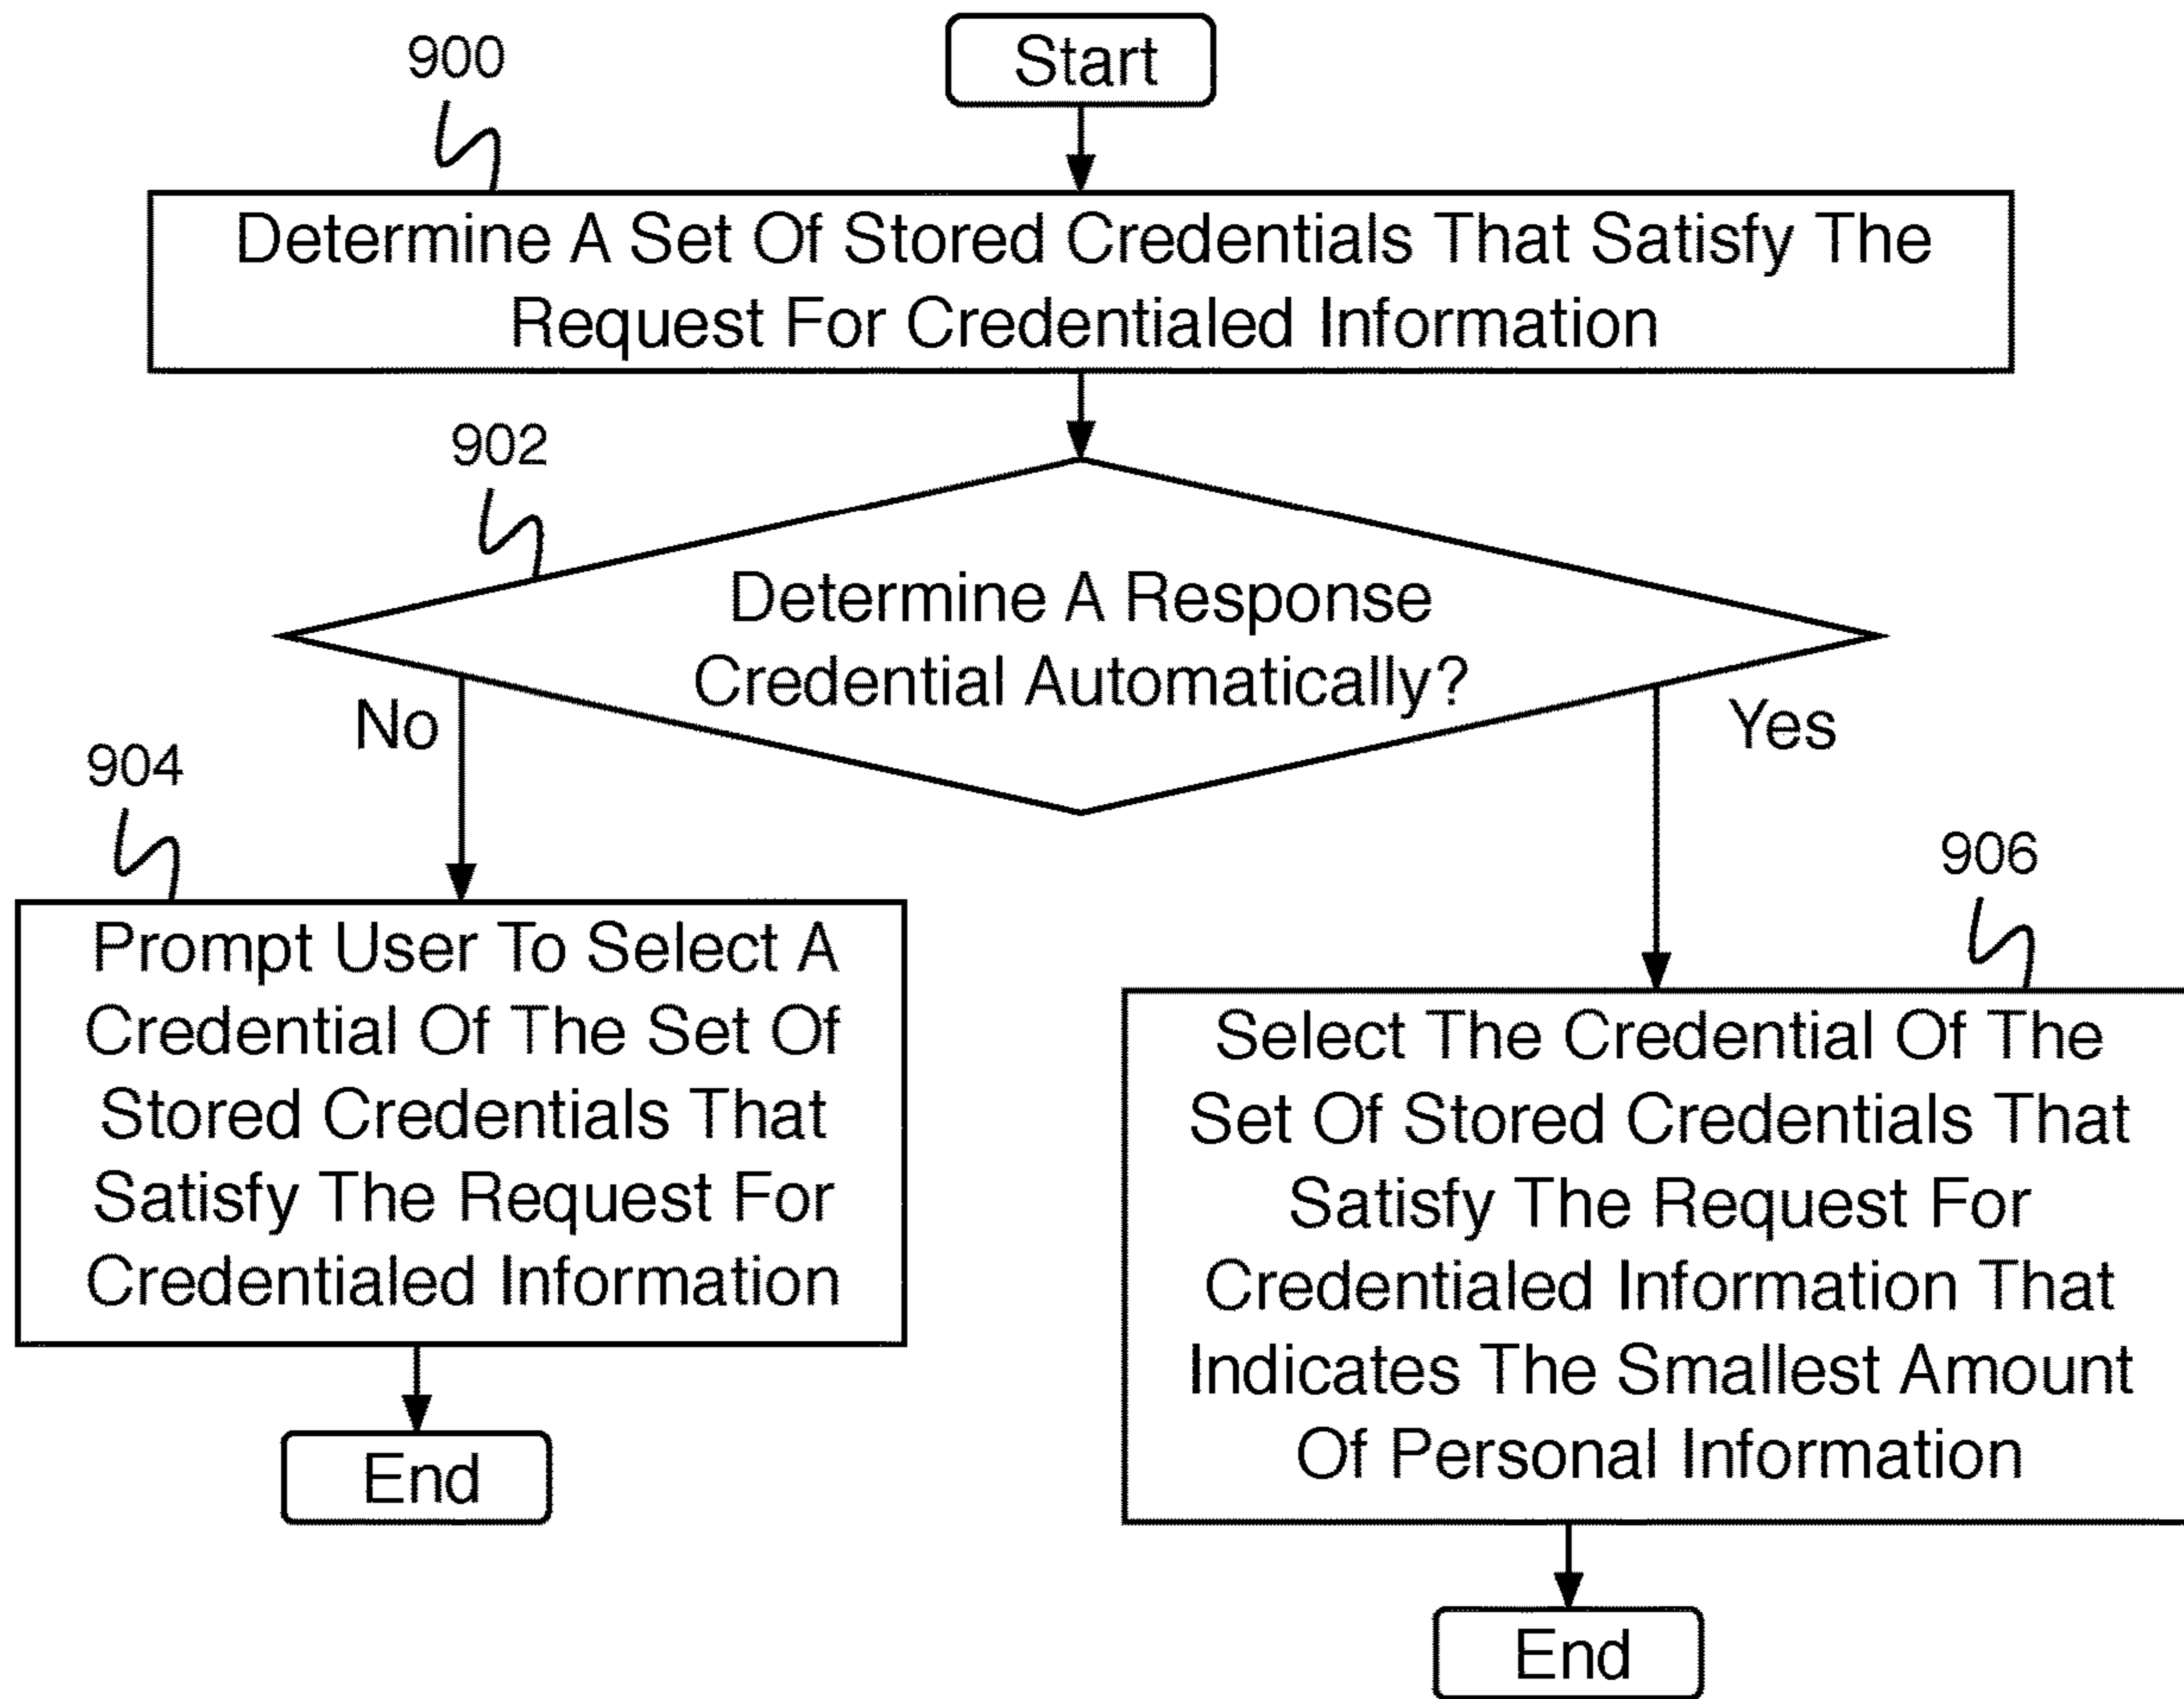 900
Start
Determine A Set Of Stored Credentials That Satisfy The
Request For Credentialed Information
902
Determine A Response
Credential Automatically?
No
Yes
904
Prompt User To Select A
Credential Of The Set Of
Stored Credentials That
Satisfy The Request For
Credentialed Information
End
906
Select The Credential Of The
Set Of Stored Credentials That
Satisfy The Request For
Credentialed Information That
Indicates The Smallest Amount
Of Personal Information
End